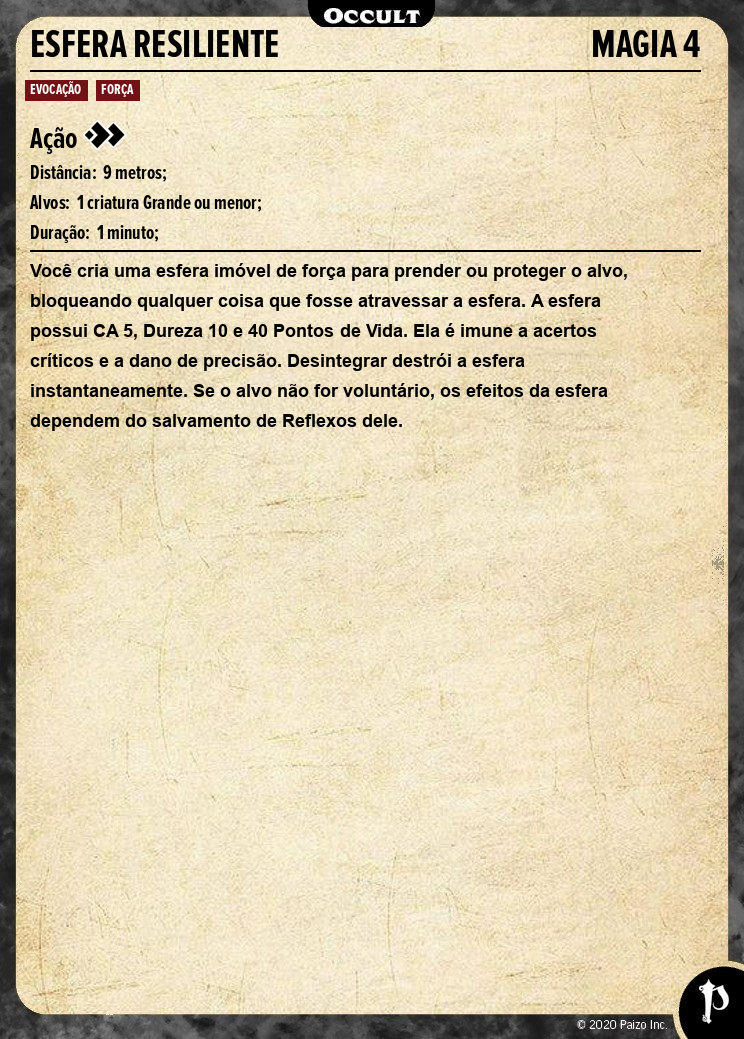 OCCULT
ESFERA RESILIENTE MAGIA 4
EVOCAÇÃO FORÇA
Ação
Distância: 9 metros;
Alvos: 1 criatura Grande ou menor;
Duração: 1 minuto;
Você cria uma esfera imóvel de força para prender ou proteger o alvo,
bloqueando qualquer coisa que fosse atravessar a esfera. A esfera
possui CA 5, Dureza 10 e 40 Pontos de Vida. Ela é imune a acertos
críticos e a dano de precisão. Desintegrar destrói a esfera
instantaneamente. Se o alvo não for voluntário, os efeitos da esfera
dependem do salvamento de Reflexos dele.
© 2020 Paizo Inc.
P